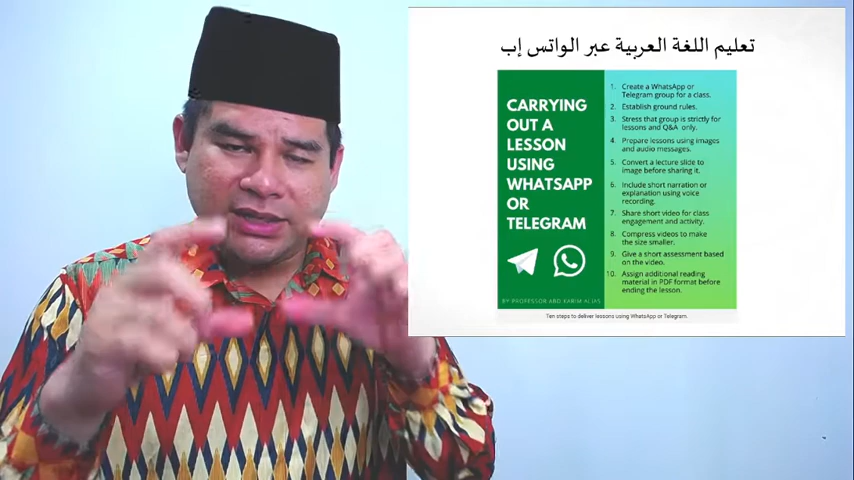 تعليم اللغة العربية عبر الواتس إب
CARRYING
OUT A
LESSON
USING
WHATSAPP
OR
TELEGRAM
BY PROFESSOR ABD KARIM ALIAS
1. Create a WhatsApp or
Telegram group for a class.
2. Establish ground rules.
3. Stress that group is strictly for
lessons and Q&A only.
4. Prepare lessons using images
and audio messages.
5. Convert a lecture slide to
image before sharing it.
6. Include short narration or
explanation using voice
recording.
7. Share short video for class
engagement and activity.
8. Compress videos to make
the size smaller.
9. Give a short assessment based
on the video.
10. Assign additional reading
material in PDF format before
ending the lesson.
Ten steps to deliver lessons using WhatsApp or Telegram.